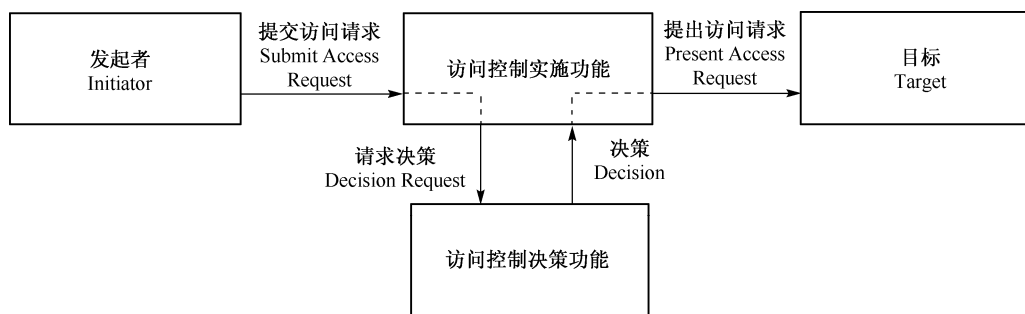 发起者
Initiator
提交访问请求
Submit Access
Request
访问控制实施功能
提出访问请求
Present Access
Request
目标
Target
请求决策
Decision Request
决策
Decision
访问控制决策功能